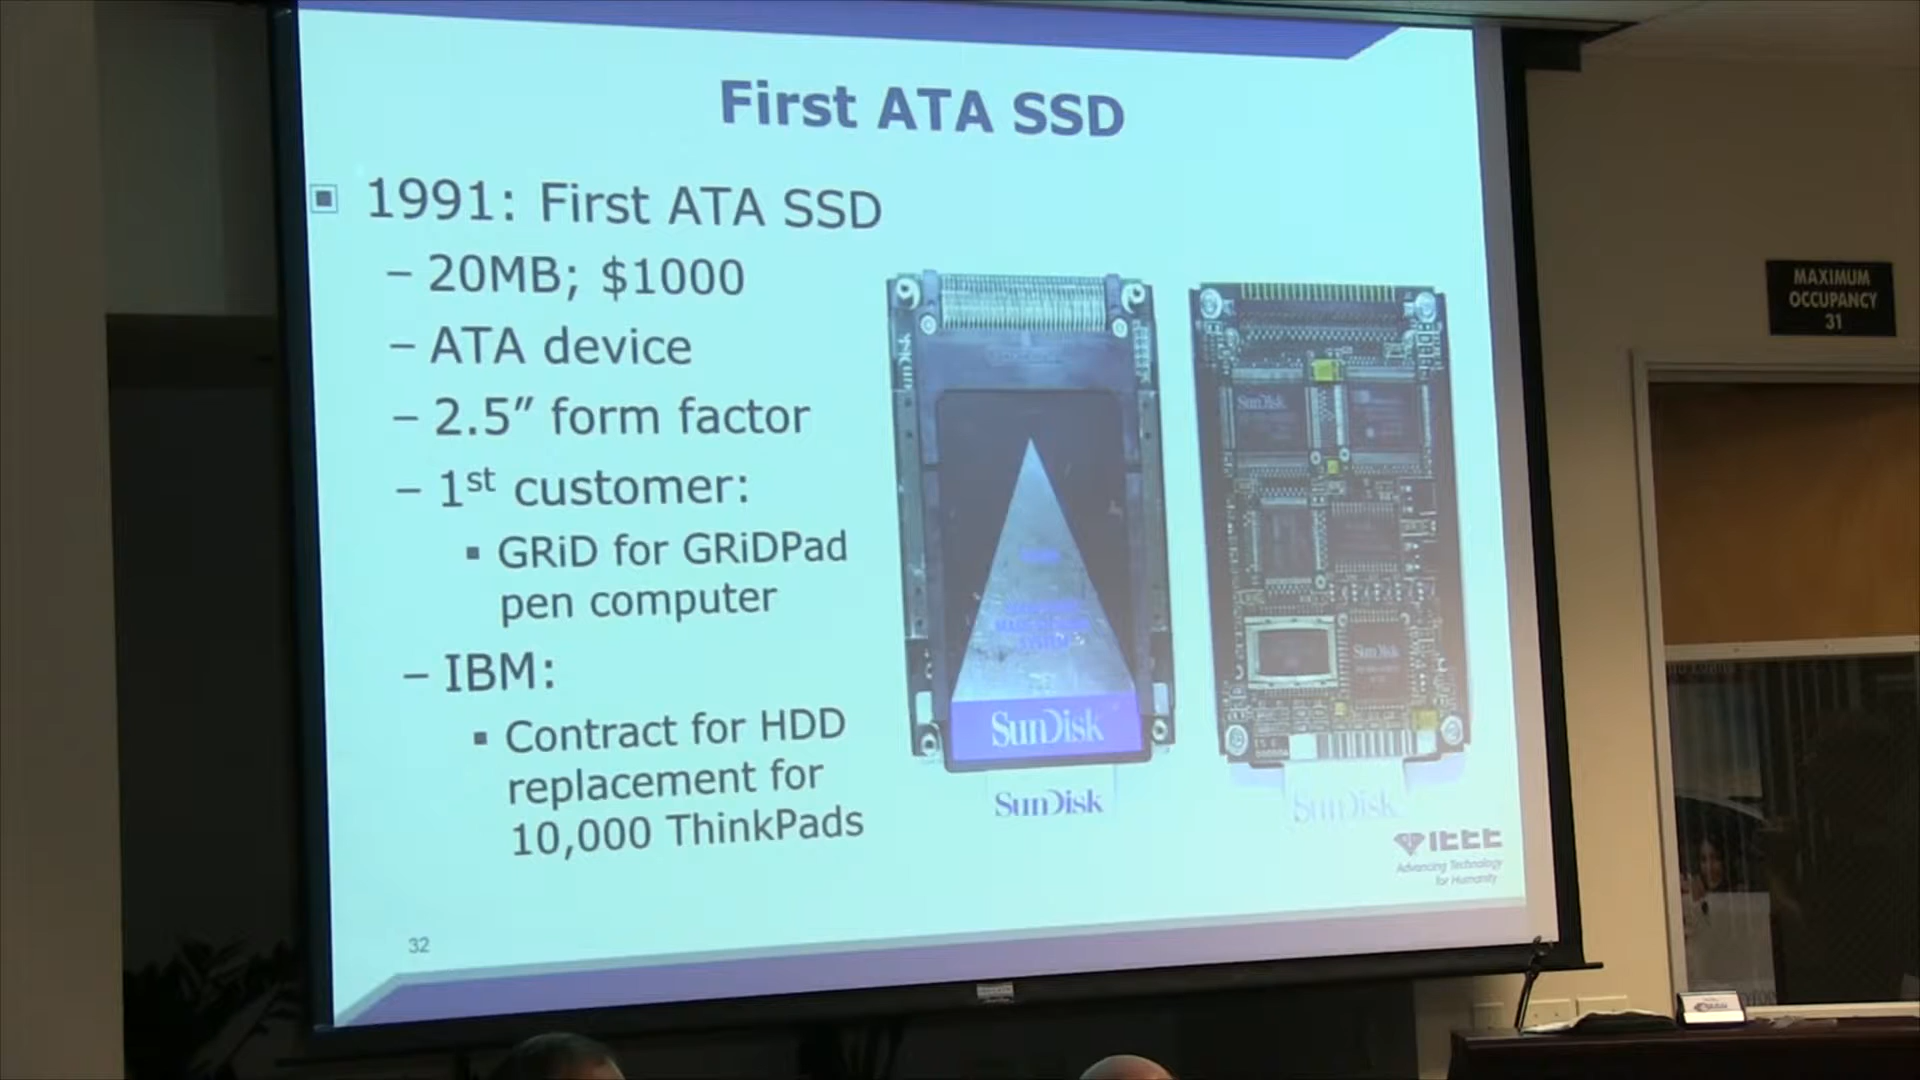 First ATA SSD
1991: First ATA SSD
– 20MB; $1000
– ATA device
– 2.5” form factor
– 1st customer:
▪ GRiD for GRiDPad
pen computer
– IBM:
▪ Contract for HDD
replacement for
10,000 ThinkPads
SunDisk
SunDisk
SunDisk
SunDisk
SunDisk
IEEE
Advancing Technology
for Humanity
32
MAXIMUM
OCCUPANCY
31